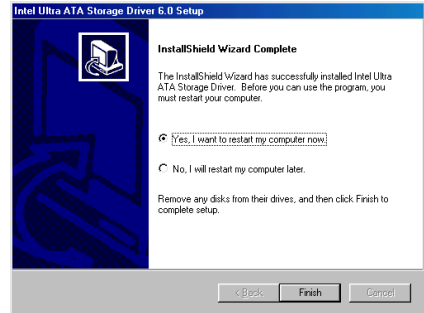 Intel Ultra ATA Storage Driver 6.0 Setup
InstallShield Wizard Complete
The InstallShield Wizard has successfully installed Intel Ultra
ATA Storage Driver. Before you can use the program, you
must restart your computer.
Yes, I want to restart my computer now.
No, I will restart my computer later.
Remove any disks from their drives, and then click Finish to
complete setup.
< Back Finish Cancel